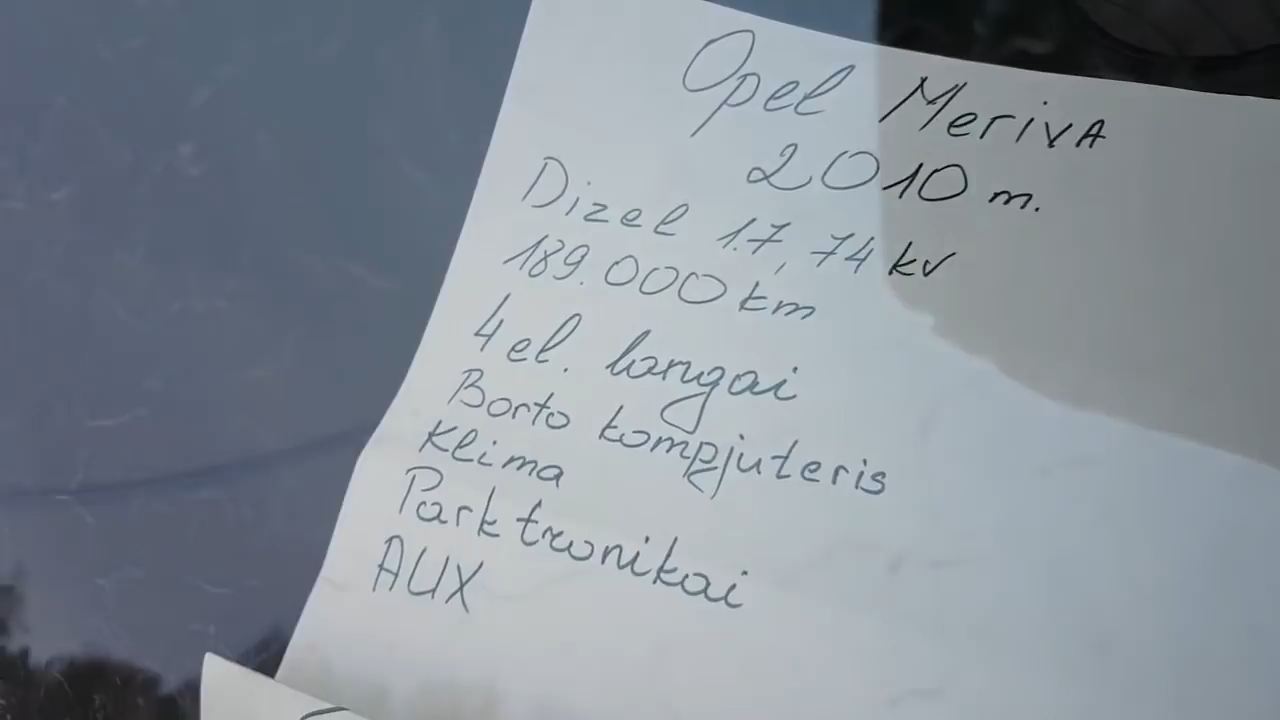 Opel Meriva
2010 m.
Dizel 1.7, 74 kv
189.000 km
4 el. langai
Borto kompjuteris
Klima
Parktronikai
AUX